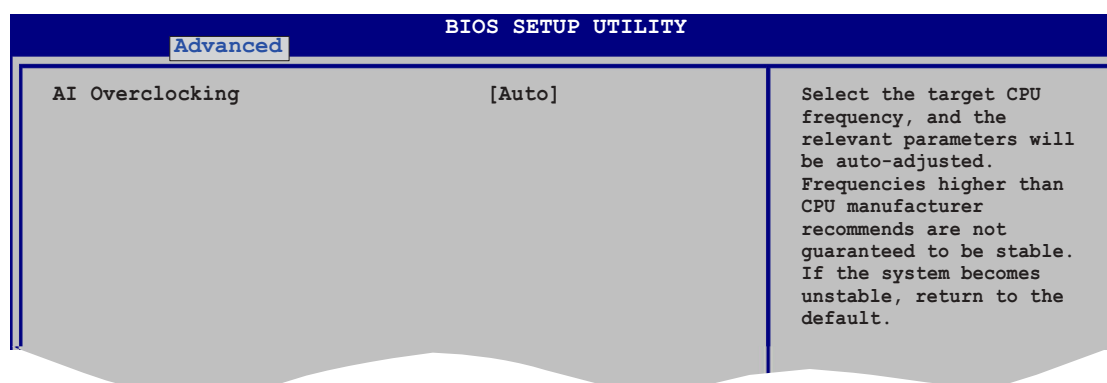 BIOS SETUP UTILITY
Advanced
AI Overclocking [Auto]
Select the target CPU
frequency, and the
relevant parameters will
be auto-adjusted.
Frequencies higher than
CPU manufacturer
recommends are not
guaranteed to be stable.
If the system becomes
unstable, return to the
default.